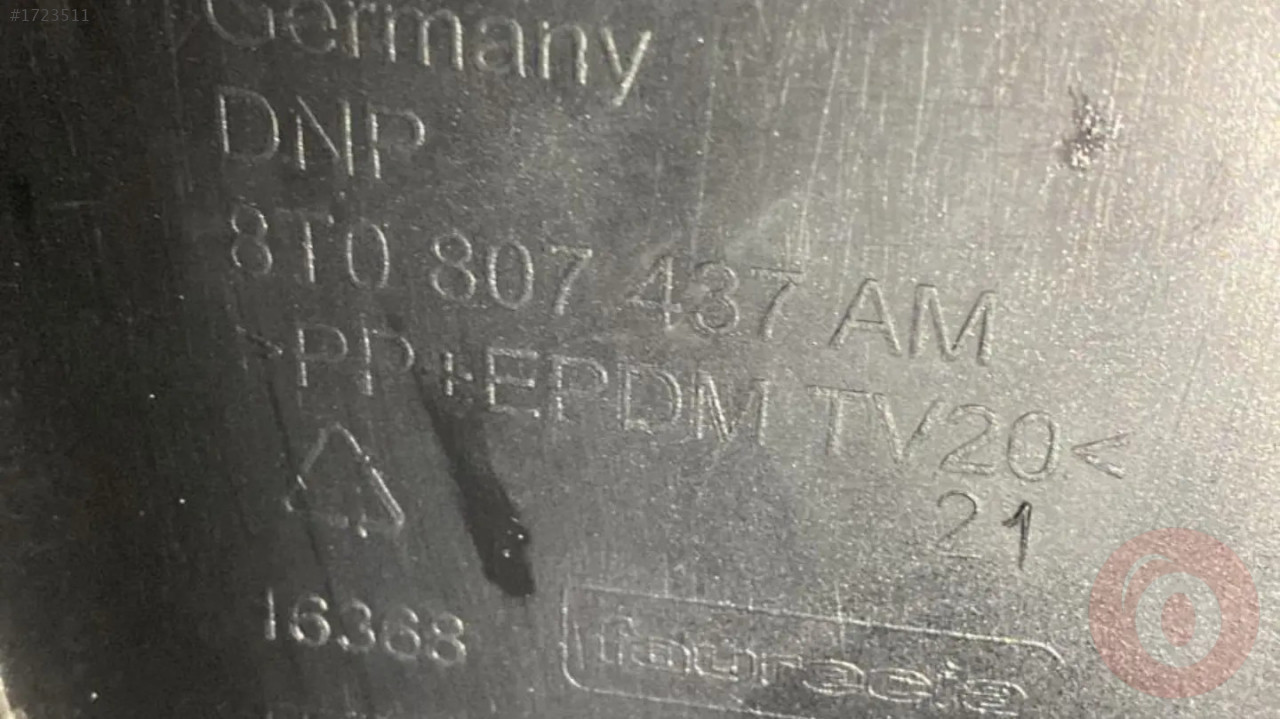 #1723511
Germany
DNP
8T0 807 437 AM
>PP+EPDM TV20<
21
16368
faurecia